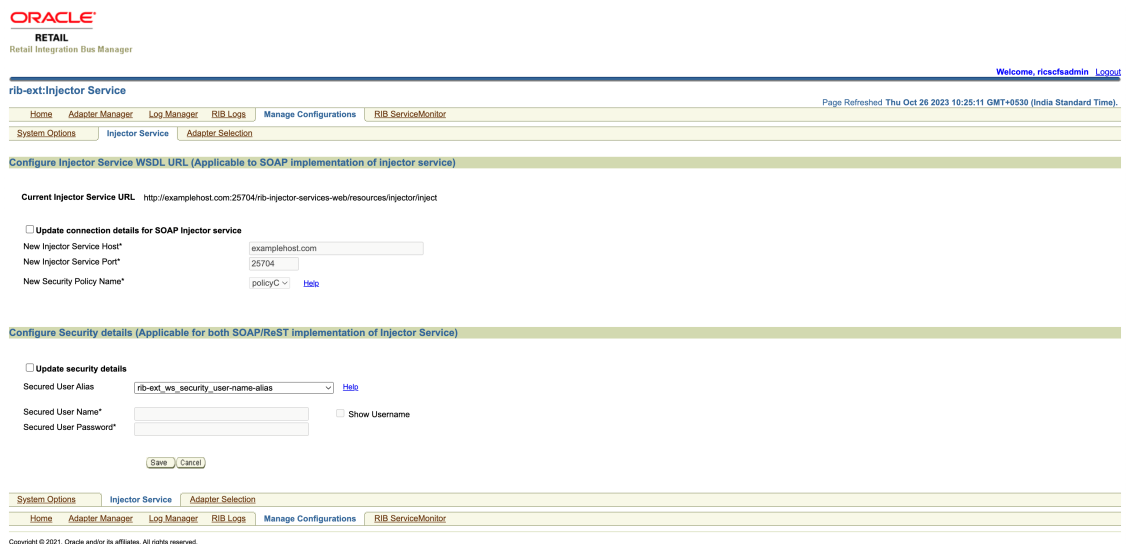 ORACLE
RETAIL
Retail Integration Bus Manager
Welcome, ricscfsadmin Logout
rib-ext:Injector Service
Page Refreshed Thu Oct 26 2023 10:25:11 GMT+0530 (India Standard Time).
Home Adapter Manager Log Manager RIB Logs Manage Configurations RIB ServiceMonitor
System Options Injector Service Adapter Selection
Configure Injector Service WSDL URL (Applicable to SOAP implementation of injector service)
Current Injector Service URL http://examplehost.com:25704/rib-injector-services-web/resources/injector/inject
Update connection details for SOAP Injector service
New Injector Service Host* examplehost.com
New Injector Service Port* 25704
New Security Policy Name* policyC Help
Configure Security details (Applicable for both SOAP/ReST implementation of Injector Service)
Update security details
Secured User Alias rib-ext_ws_security_user-name-alias Help
Secured User Name* Show Username
Secured User Password*
Save Cancel
System Options Injector Service Adapter Selection
Home Adapter Manager Log Manager RIB Logs Manage Configurations RIB ServiceMonitor
Copyright © 2021, Oracle and/or its affiliates. All rights reserved.